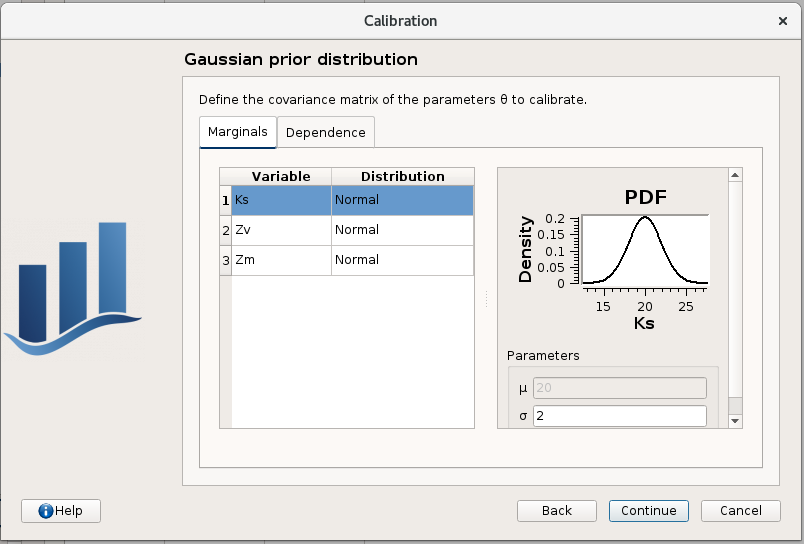 Calibration
Gaussian prior distribution
Define the covariance matrix of the parameters θ to calibrate.
Marginals Dependence
Variable Distribution
1 Ks Normal
2 Zv Normal
3 Zm Normal
PDF
Density
0.2
0.15
0.1
0.05
0
15 20 25
Ks
Parameters
μ 20
σ 2
Help Back Continue Cancel